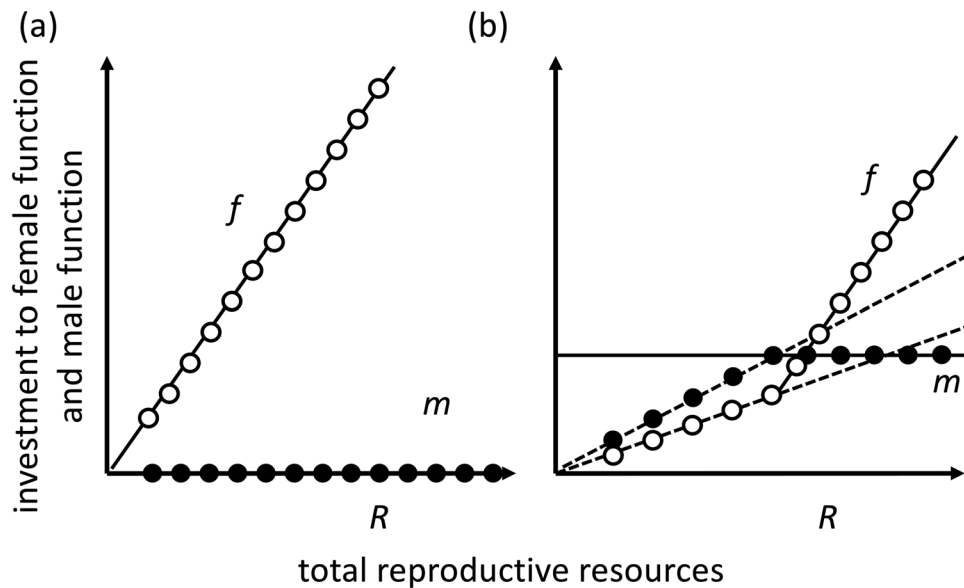 (a)
(b)
investment to female function
and male function
f
m
R
f
m
R
total reproductive resources